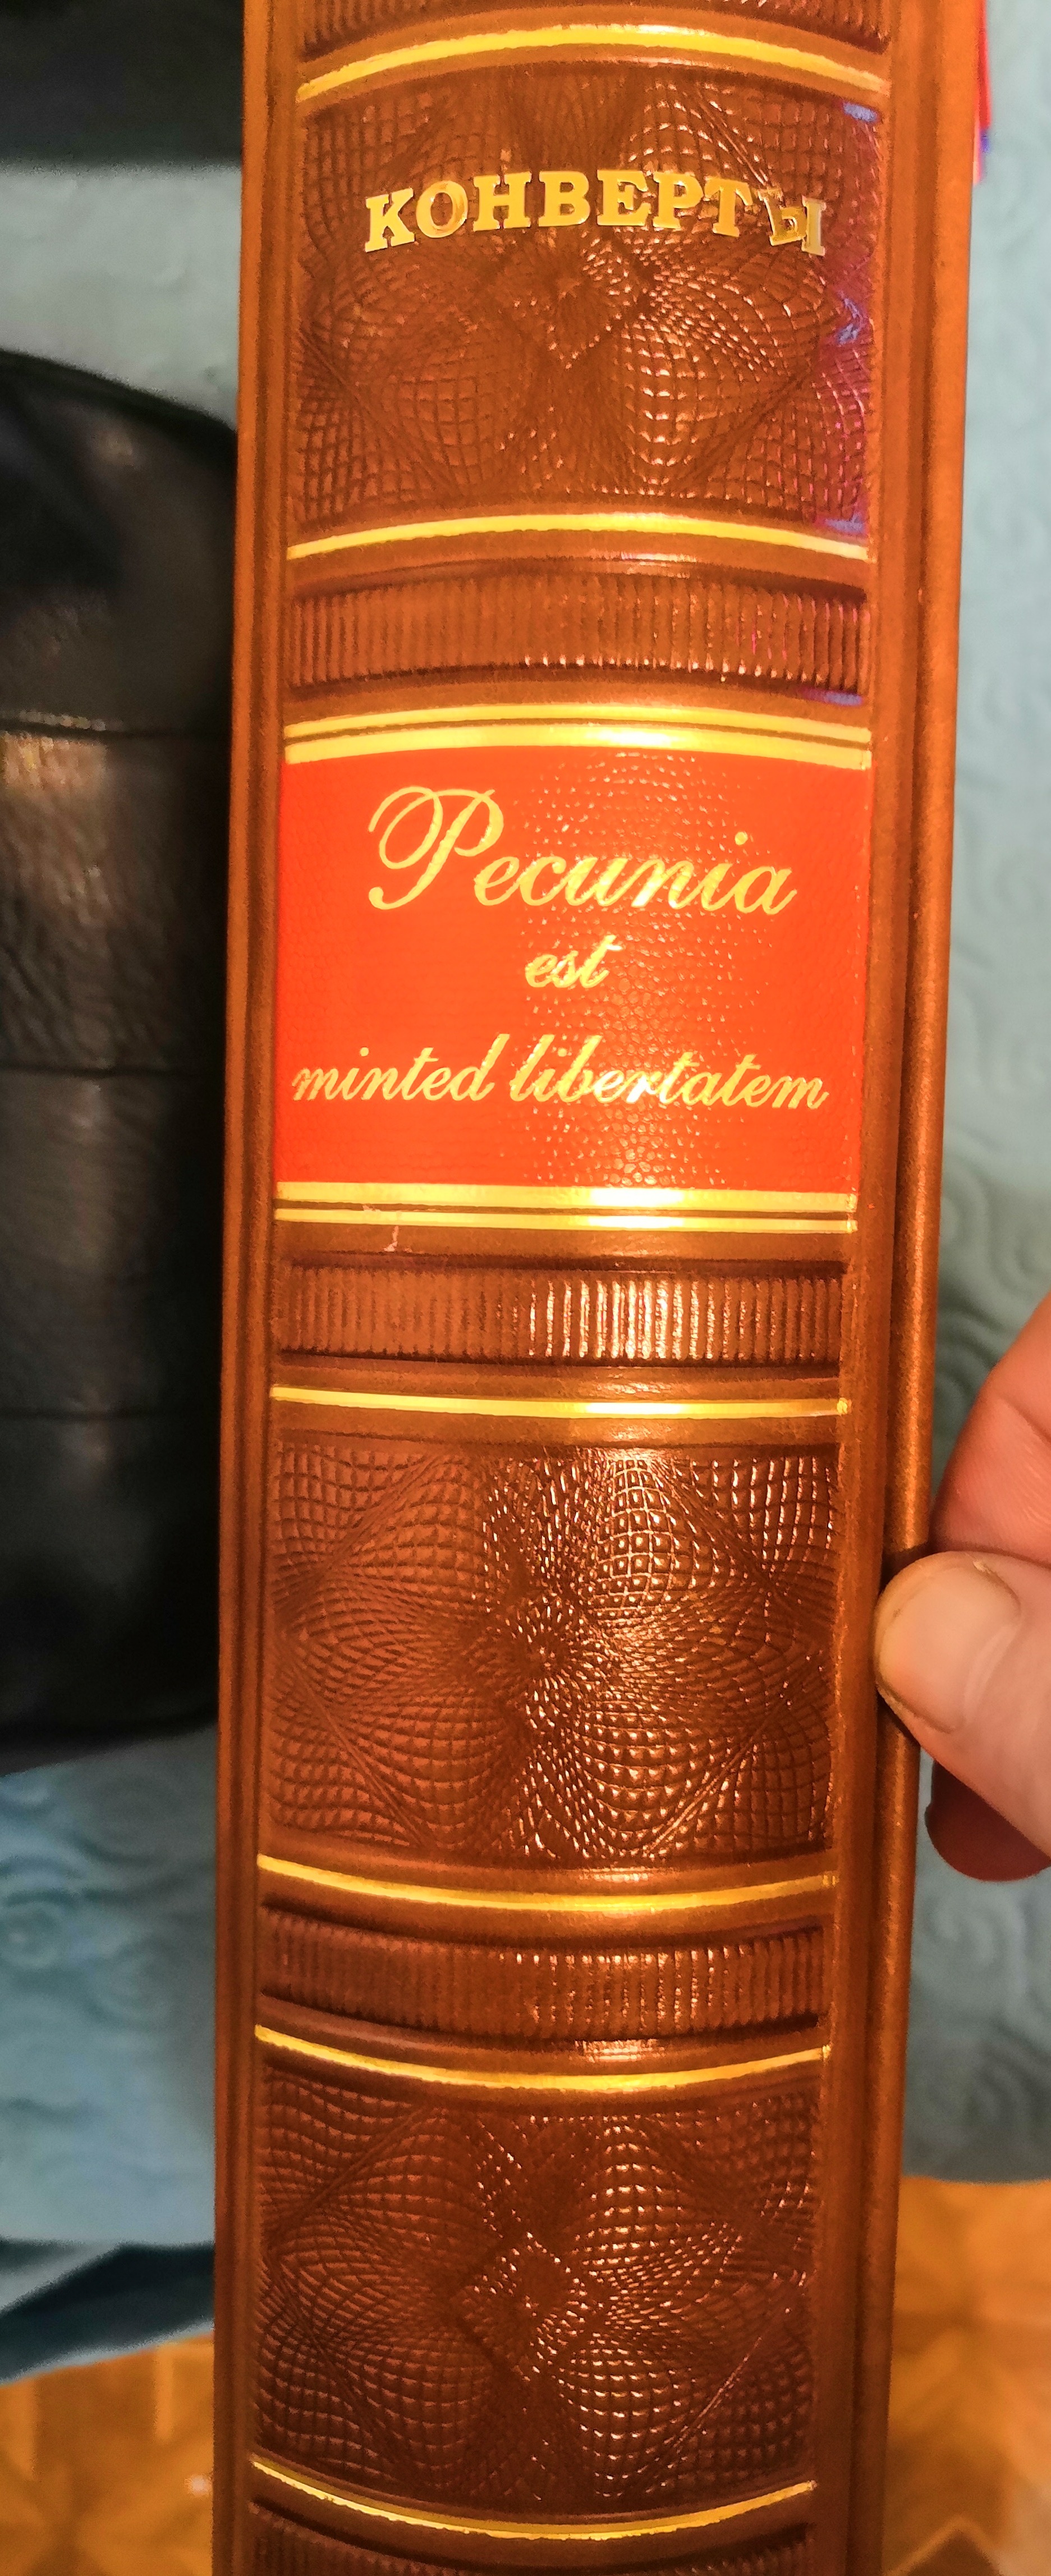 КОНВЕРТЫ
Pecunia
est
minted libertatem